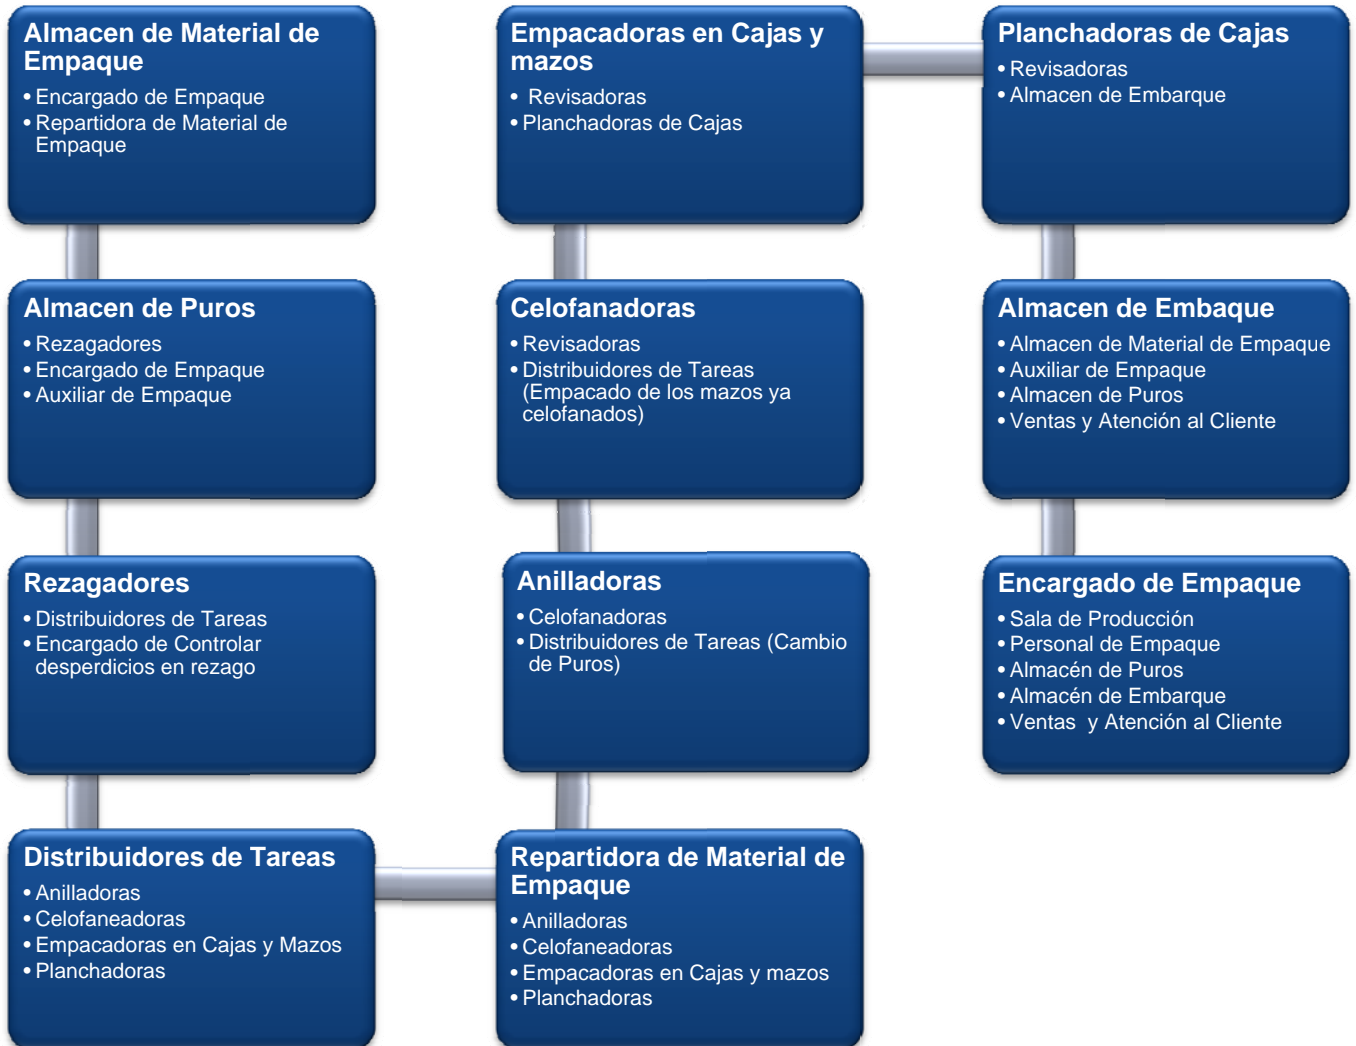 Almacen de Material de
Empaque
• Encargado de Empaque
• Repartidora de Material de
Empaque
Almacen de Puros
• Rezagadores
• Encargado de Empaque
• Auxiliar de Empaque
Rezagadores
• Distribuidores de Tareas
• Encargado de Controlar
desperdicios en rezago
Distribuidores de Tareas
• Anilladoras
• Celofaneadoras
• Empacadoras en Cajas y Mazos
• Planchadoras
Repartidora de Material de
Empaque
• Anilladoras
• Celofaneadoras
• Empacadoras en Cajas y mazos
• Planchadoras
Anilladoras
• Celofanadoras
• Distribuidores de Tareas (Cambio
de Puros)
Celofanadoras
• Revisadoras
• Distribuidores de Tareas
(Empacado de los mazos ya
celofanados)
Empacadoras en Cajas y
mazos
• Revisadoras
• Planchadoras de Cajas
Planchadoras de Cajas
• Revisadoras
• Almacen de Embarque
Almacen de Embaque
• Almacen de Material de Empaque
• Auxiliar de Empaque
• Almacen de Puros
• Ventas y Atención al Cliente
Encargado de Empaque
• Sala de Producción
• Personal de Empaque
• Almacén de Puros
• Almacén de Embarque
• Ventas y Atención al Cliente